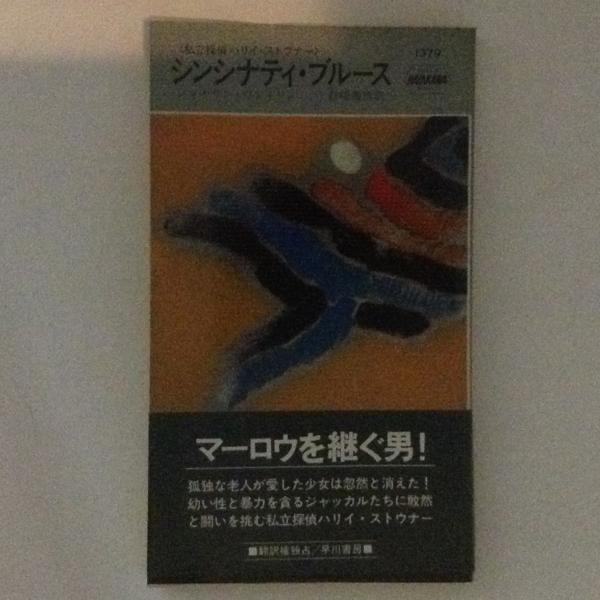 〈私立探偵ハリイ・ストウナー〉
1379
シンシナティ・ブルース
HAYAKAWA
マーロウを継ぐ男!
孤独な老人が愛した少女は忽然と消えた!
幼い性と暴力を貪るジャッカルたちに敢然
と闘いを挑む私立探偵ハリイ・ストウナー
■翻訳権独占/早川書房■